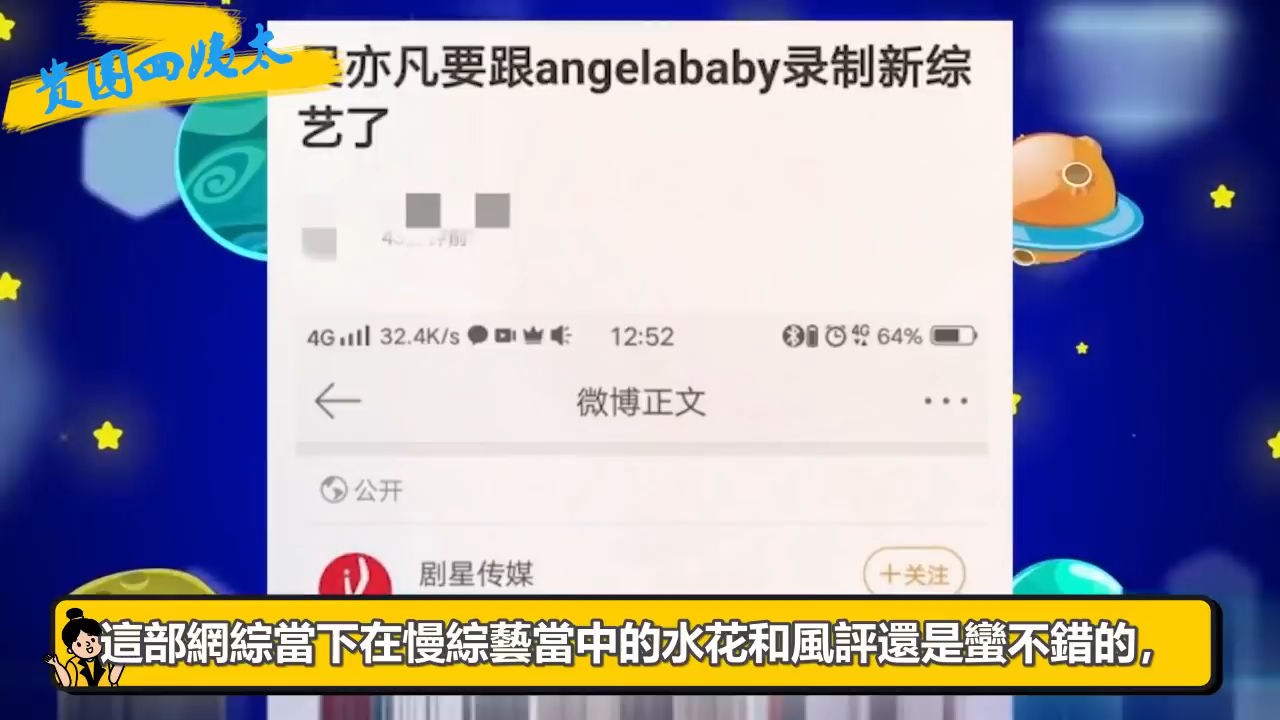 贵圈四姨太
吴亦凡要跟angelababy录制新综
艺了
4G 32.4K/s 12:52 4G 64%
微博正文
公开
剧星传媒
+关注
這部網綜當下在慢綜藝當中的水花和風評還是蠻不錯的，